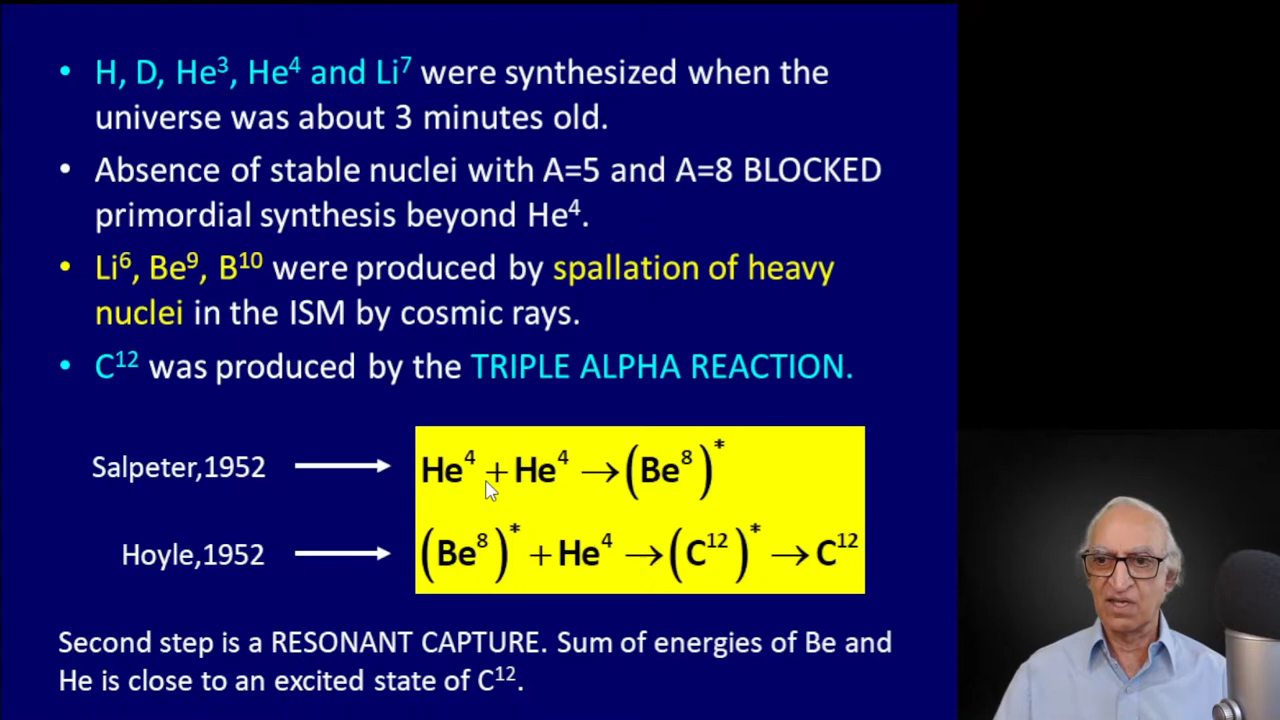 • H, D, He³, He⁴ and Li⁷ were synthesized when the
universe was about 3 minutes old.
• Absence of stable nuclei with A=5 and A=8 BLOCKED
primordial synthesis beyond He⁴.
• Li⁶, Be⁹, B¹⁰ were produced by spallation of heavy
nuclei in the ISM by cosmic rays.
• C¹² was produced by the TRIPLE ALPHA REACTION.
Salpeter,1952 → He⁴ + He⁴ → (Be⁸)*
Hoyle,1952 → (Be⁸)* + He⁴ → (C¹²)* → C¹²
Second step is a RESONANT CAPTURE. Sum of energies of Be and
He is close to an excited state of C¹².